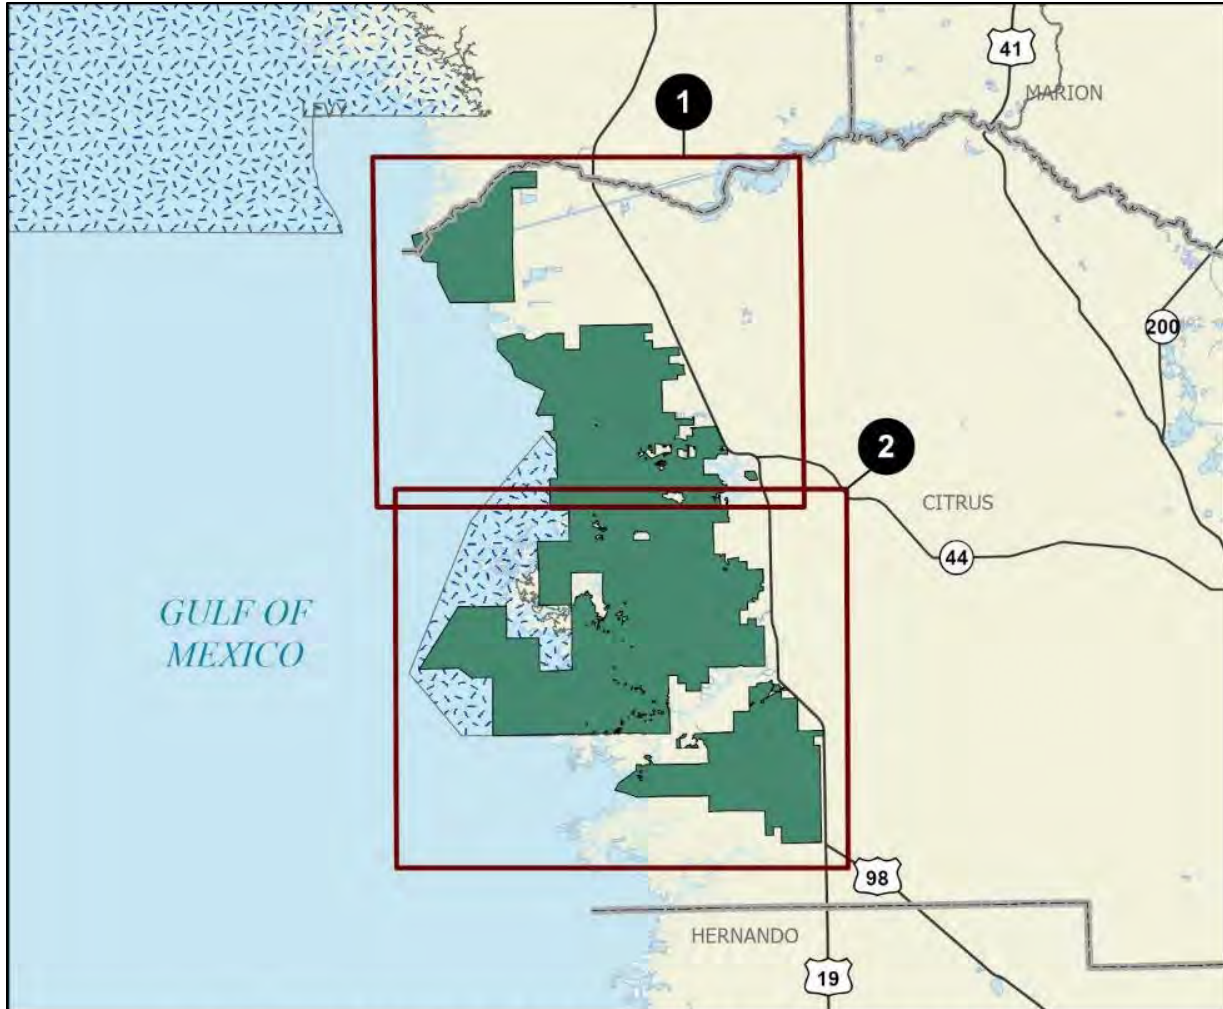 41
MARION
1
LEVY
200
2
CITRUS
44
GULF OF
MEXICO
98
HERNANDO
19